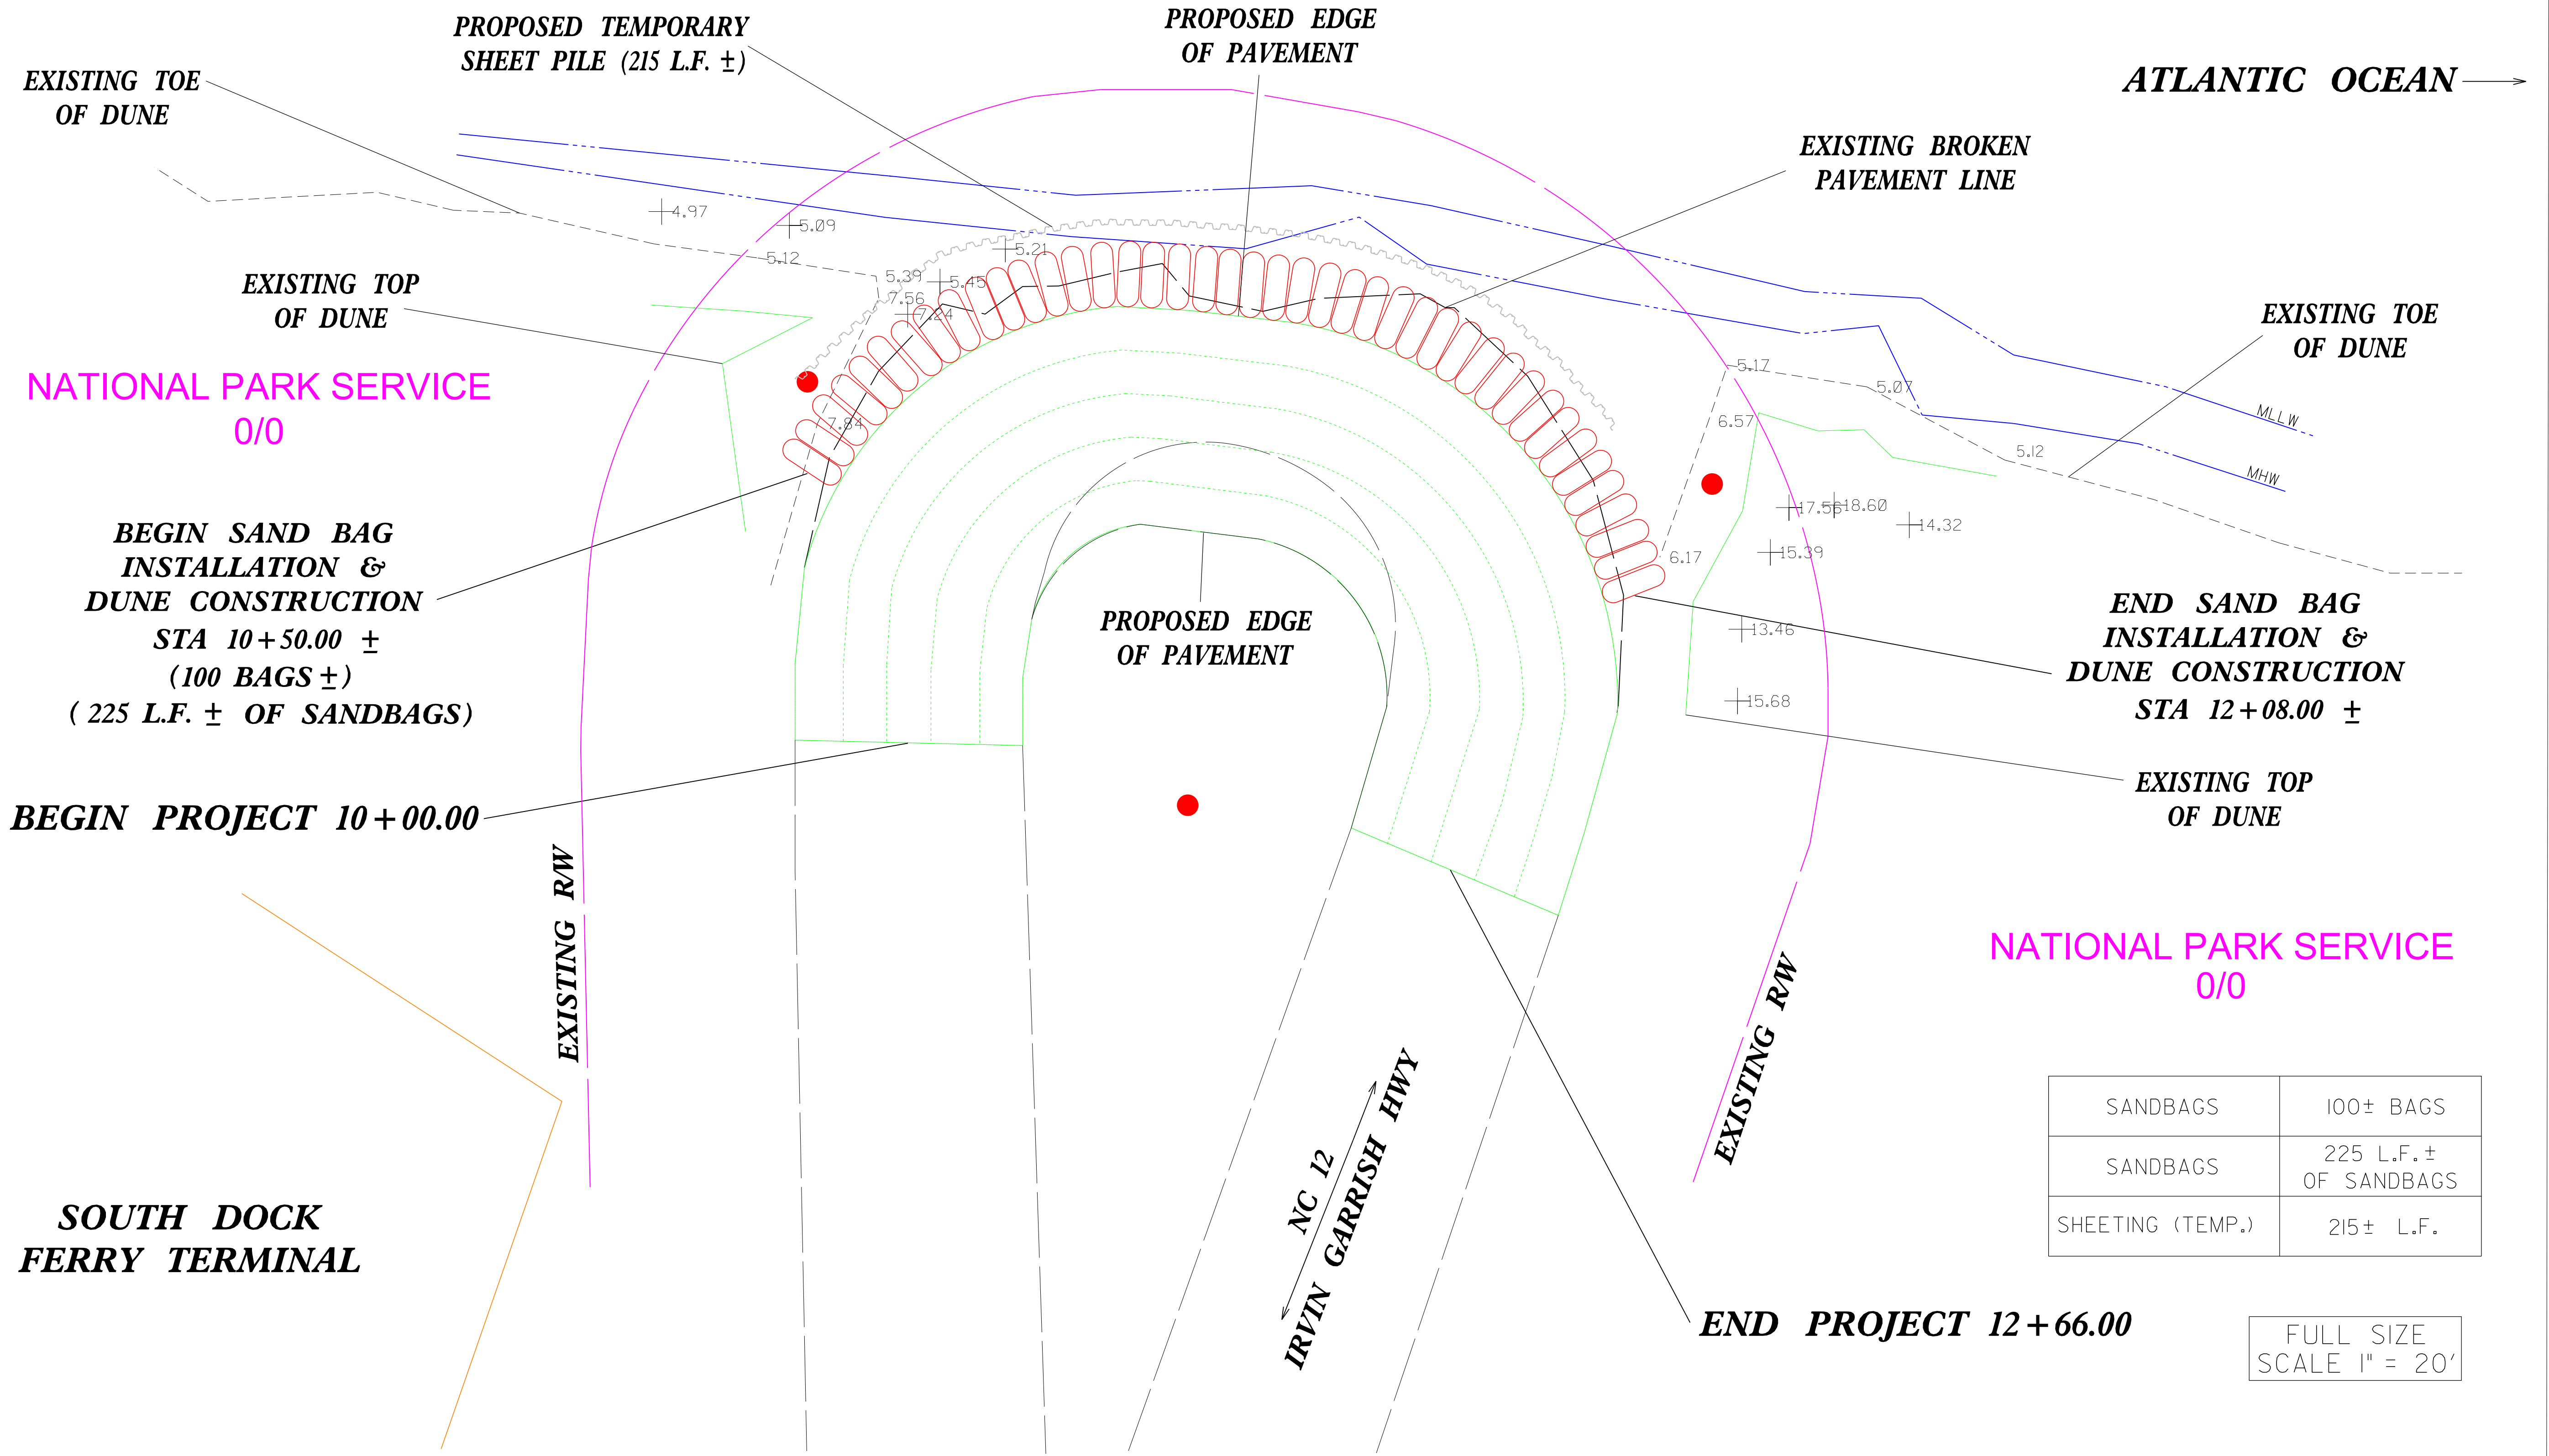 PROPOSED TEMPORARY
SHEET PILE (215 L.F. ±)
PROPOSED EDGE
OF PAVEMENT
ATLANTIC OCEAN
EXISTING TOE
OF DUNE
EXISTING BROKEN
PAVEMENT LINE
4.97
5.09
5.21
5.12
5.39
5.45
7.56
7.24
7.84
EXISTING TOP
OF DUNE
EXISTING TOE
OF DUNE
NATIONAL PARK SERVICE
0/0
5.17
5.07
6.57
5.12
MLLW
MHW
17.56
18.60
14.32
15.39
6.17
13.46
15.68
BEGIN SAND BAG
INSTALLATION &
DUNE CONSTRUCTION
STA 10+50.00 ±
(100 BAGS ±)
( 225 L.F. ± OF SANDBAGS)
PROPOSED EDGE
OF PAVEMENT
END SAND BAG
INSTALLATION &
DUNE CONSTRUCTION
STA 12+08.00 ±
EXISTING TOP
OF DUNE
BEGIN PROJECT 10+00.00
EXISTING R/W
NATIONAL PARK SERVICE
0/0
EXISTING R/W
NC 12
IRVIN GARRISH HWY
SOUTH DOCK
FERRY TERMINAL
SANDBAGS
100± BAGS
SANDBAGS
225 L.F.±
OF SANDBAGS
SHEETING (TEMP.)
215± L.F.
END PROJECT 12+66.00
FULL SIZE
SCALE 1" = 20'